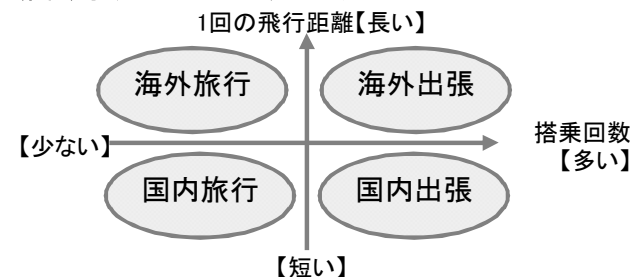 1回の飛行距離【長い】
海外旅行
海外出張
【少ない】
搭乗回数
【多い】
国内旅行
国内出張
【短い】